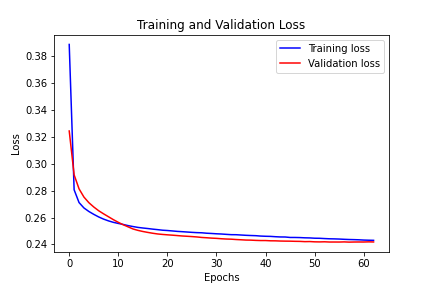 Training and Validation Loss
Training loss
Validation loss
Loss
0.38
0.36
0.34
0.32
0.30
0.28
0.26
0.24
0 10 20 30 40 50 60
Epochs